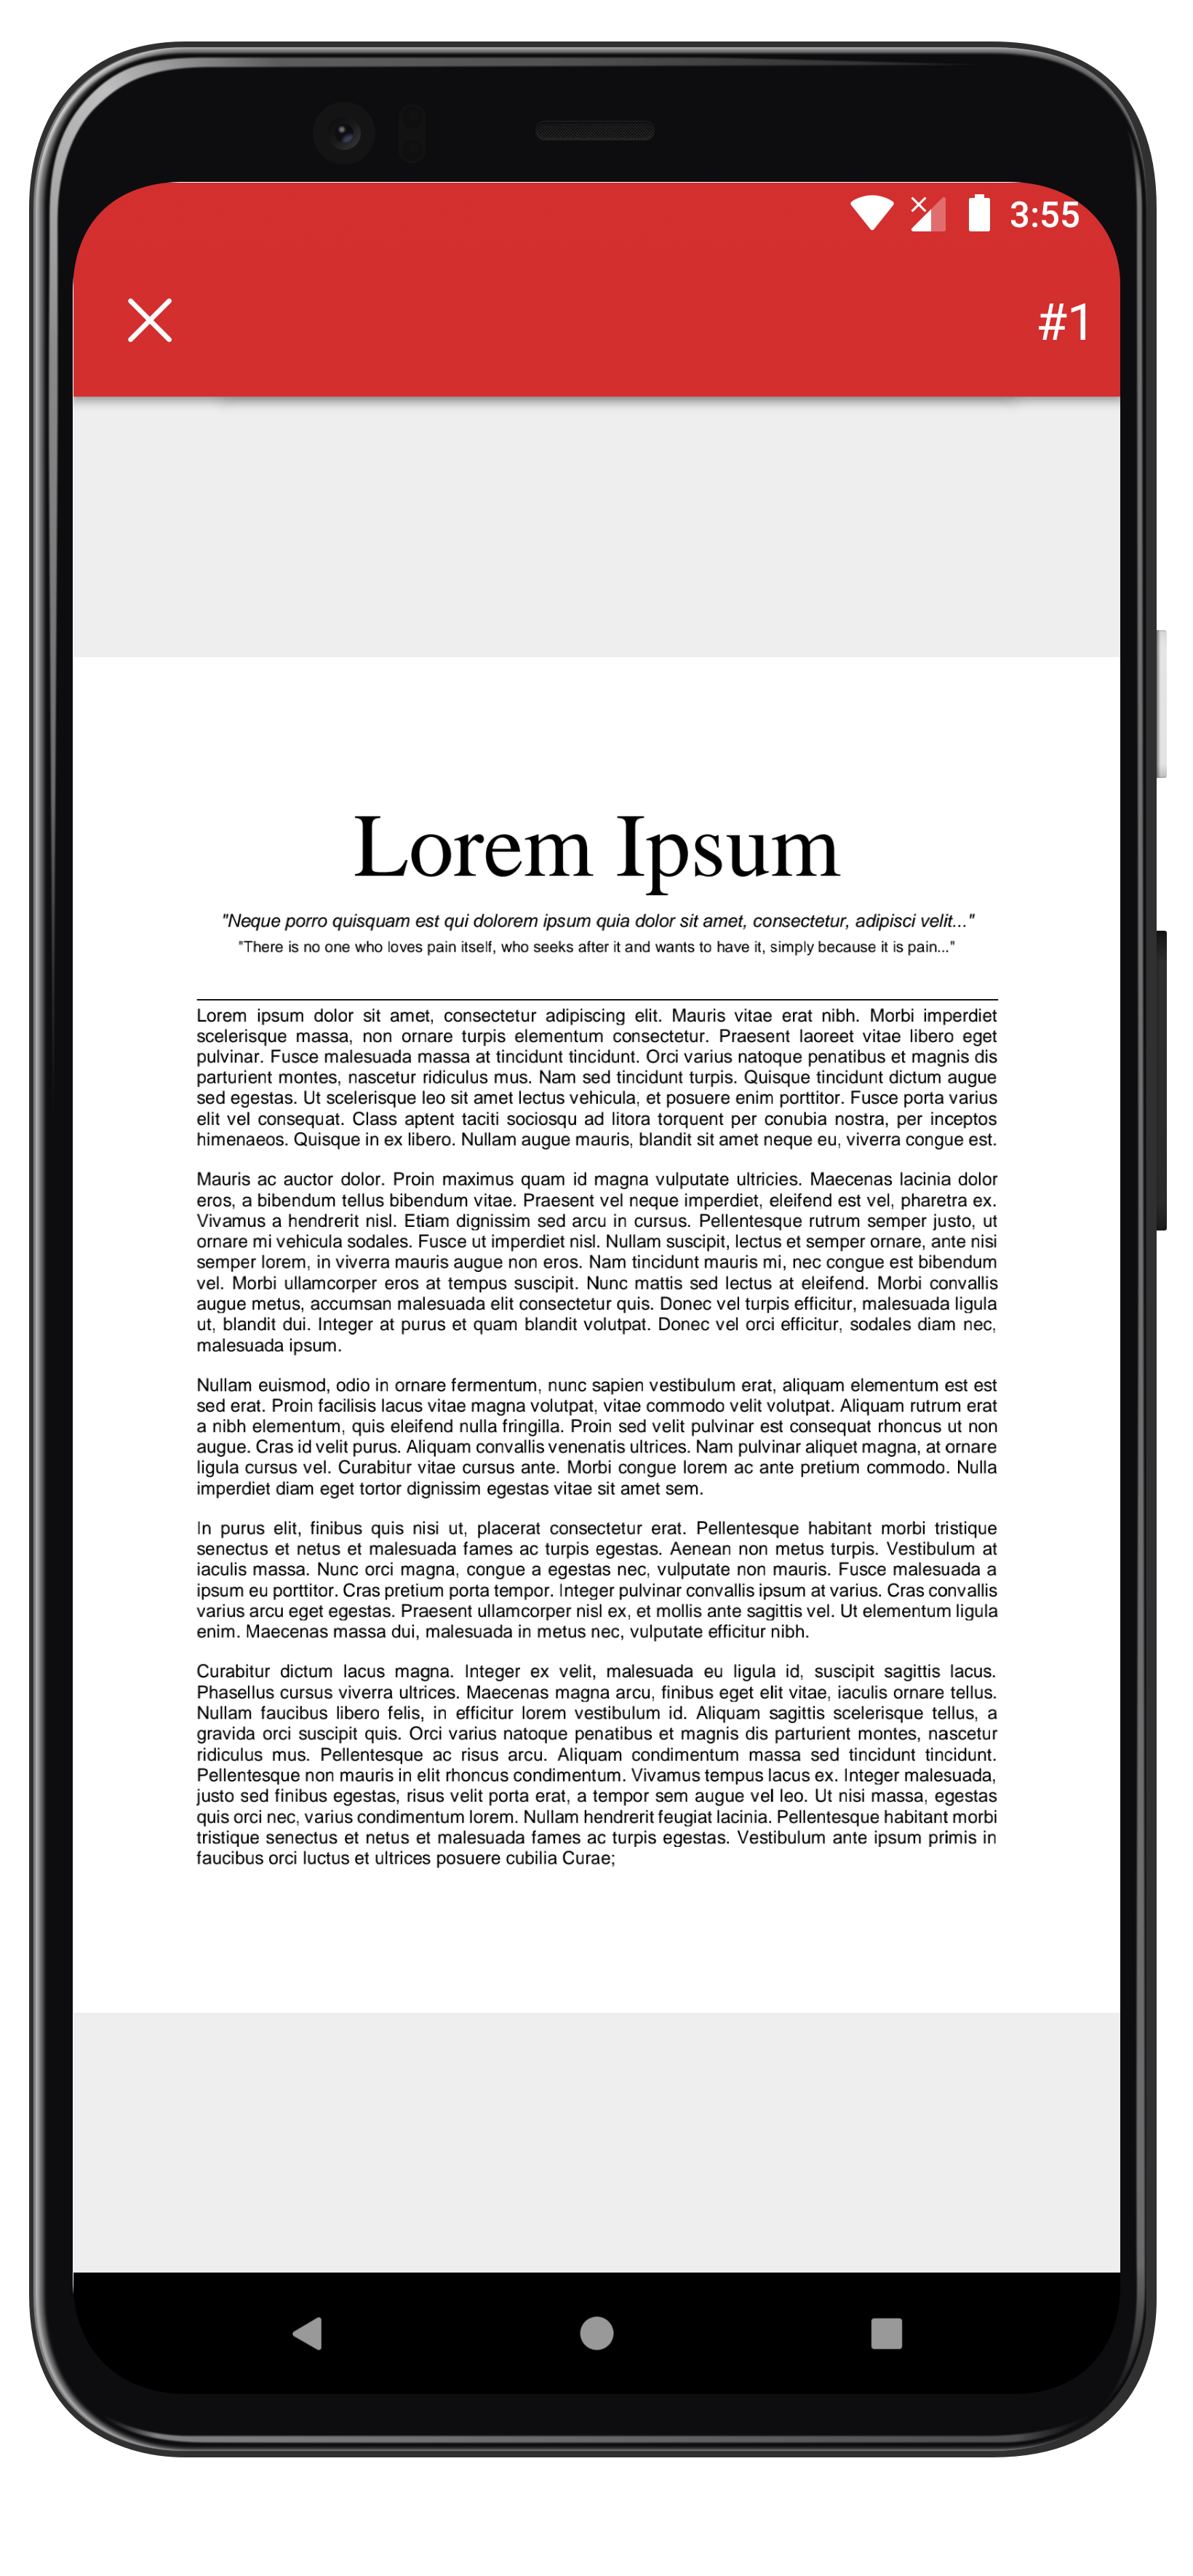 3:55
#1
Lorem Ipsum
"Neque porro quisquam est qui dolorem ipsum quia dolor sit amet, consectetur, adipisci velit..."
"There is no one who loves pain itself, who seeks after it and wants to have it, simply because it is pain..."
Lorem ipsum dolor sit amet, consectetur adipiscing elit. Mauris vitae erat nibh. Morbi imperdiet
scelerisque massa, non ornare turpis elementum consectetur. Praesent laoreet vitae libero eget
pulvinar. Fusce malesuada massa at tincidunt tincidunt. Orci varius natoque penatibus et magnis dis
parturient montes, nascetur ridiculus mus. Nam sed tincidunt turpis. Quisque tincidunt dictum augue
sed egestas. Ut scelerisque leo sit amet lectus vehicula, et posuere enim porttitor. Fusce porta varius
elit vel consequat. Class aptent taciti sociosqu ad litora torquent per conubia nostra, per inceptos
himenaeos. Quisque in ex libero. Nullam augue mauris, blandit sit amet neque eu, viverra congue est.
Mauris ac auctor dolor. Proin maximus quam id magna vulputate ultricies. Maecenas lacinia dolor
eros, a bibendum tellus bibendum vitae. Praesent vel neque imperdiet, eleifend est vel, pharetra ex.
Vivamus a hendrerit nisl. Etiam dignissim sed arcu in cursus. Pellentesque rutrum semper justo, ut
ornare mi vehicula sodales. Fusce ut imperdiet nisl. Nullam suscipit, lectus et semper ornare, ante nisi
semper lorem, in viverra mauris augue non eros. Nam tincidunt mauris mi, nec congue est bibendum
vel. Morbi ullamcorper eros at tempus suscipit. Nunc mattis sed lectus at eleifend. Morbi convallis
augue metus, accumsan malesuada elit consectetur quis. Donec vel turpis efficitur, malesuada ligula
ut, blandit dui. Integer at purus et quam blandit volutpat. Donec vel orci efficitur, sodales diam nec,
malesuada ipsum.
Nullam euismod, odio in ornare fermentum, nunc sapien vestibulum erat, aliquam elementum est est
sed erat. Proin facilisis lacus vitae magna volutpat, vitae commodo velit volutpat. Aliquam rutrum erat
a nibh elementum, quis eleifend nulla fringilla. Proin sed velit pulvinar est consequat rhoncus ut non
augue. Cras id velit purus. Aliquam convallis venenatis ultrices. Nam pulvinar aliquet magna, at ornare
ligula cursus vel. Curabitur vitae cursus ante. Morbi congue lorem ac ante pretium commodo. Nulla
imperdiet diam eget tortor dignissim egestas vitae sit amet sem.
In purus elit, finibus quis nisi ut, placerat consectetur erat. Pellentesque habitant morbi tristique
senectus et netus et malesuada fames ac turpis egestas. Aenean non metus turpis. Vestibulum at
iaculis massa. Nunc orci magna, congue a egestas nec, vulputate non mauris. Fusce malesuada a
ipsum eu porttitor. Cras pretium porta tempor. Integer pulvinar convallis ipsum at varius. Cras convallis
varius arcu eget egestas. Praesent ullamcorper nisl ex, et mollis ante sagittis vel. Ut elementum ligula
enim. Maecenas massa dui, malesuada in metus nec, vulputate efficitur nibh.
Curabitur dictum lacus magna. Integer ex velit, malesuada eu ligula id, suscipit sagittis lacus.
Phasellus cursus viverra ultrices. Maecenas magna arcu, finibus eget elit vitae, iaculis ornare tellus.
Nullam faucibus libero felis, in efficitur lorem vestibulum id. Aliquam sagittis scelerisque tellus, a
gravida orci suscipit quis. Orci varius natoque penatibus et magnis dis parturient montes, nascetur
ridiculus mus. Pellentesque ac risus arcu. Aliquam condimentum massa sed tincidunt tincidunt.
Pellentesque non mauris in elit rhoncus condimentum. Vivamus tempus lacus ex. Integer malesuada,
justo sed finibus egestas, risus velit porta erat, a tempor sem augue vel leo. Ut nisi massa, egestas
quis orci nec, varius condimentum lorem. Nullam hendrerit feugiat lacinia. Pellentesque habitant morbi
tristique senectus et netus et malesuada fames ac turpis egestas. Vestibulum ante ipsum primis in
faucibus orci luctus et ultrices posuere cubilia Curae;